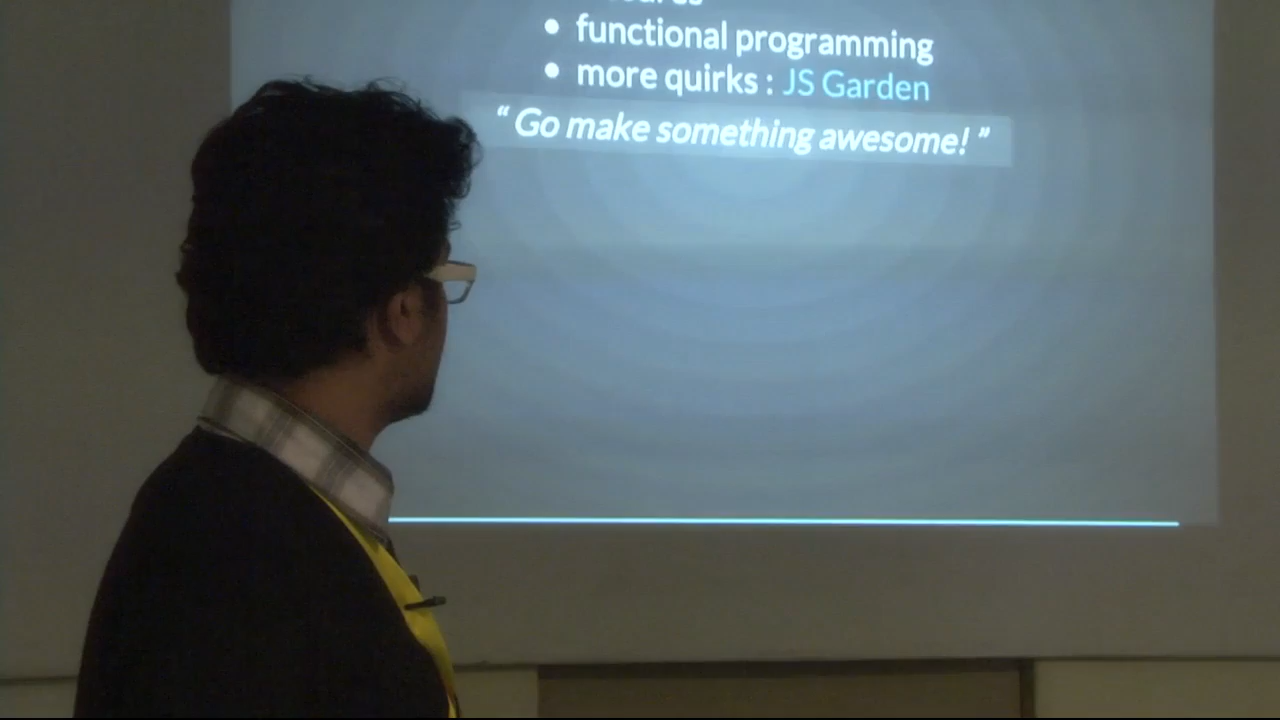 • functional programming
• more quirks : JS Garden
“ Go make something awesome! ”